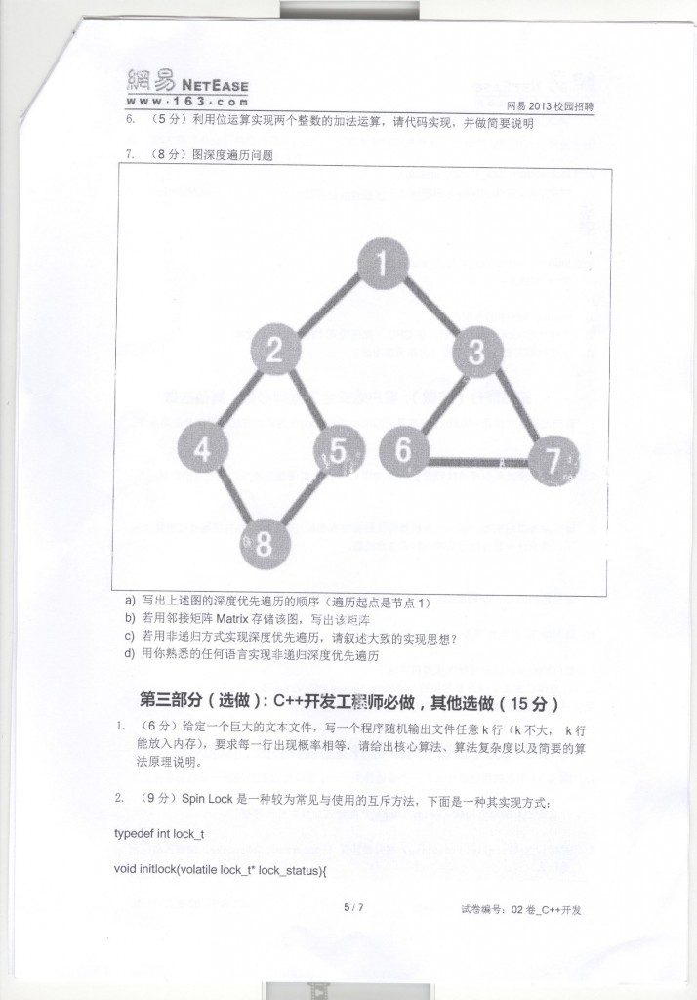 網易 NETEASE
www.163.com
网易 2013 校园招聘
6. （5 分）利用位运算实现两个整数的加法运算，请代码实现，并做简要说明
7. （8 分）图深度遍历问题
1
2
3
4
5
6
7
8
a) 写出上述图的深度优先遍历的顺序（遍历起点是节点 1）
b) 若用邻接矩阵 Matrix 存储该图，写出该矩阵
c) 若用非递归方式实现深度优先遍历，请叙述大致的实现思想？
d) 用你熟悉的任何语言实现非递归深度优先遍历
第三部分（选做）：C++开发工程师必做，其他选做（15 分）
1. （6 分）给定一个巨大的文本文件，写一个程序随机输出文件任意 k 行（k 不大， k 行
能放入内存），要求每一行出现概率相等，请给出核心算法、算法复杂度以及简要的算
法原理说明。
2. （9 分）Spin Lock 是一种较为常见与使用的互斥方法，下面是一种其实现方式：
typedef int lock_t
void initlock(volatile lock_t* lock_status){
5 / 7
试卷编号：02 卷_C++开发